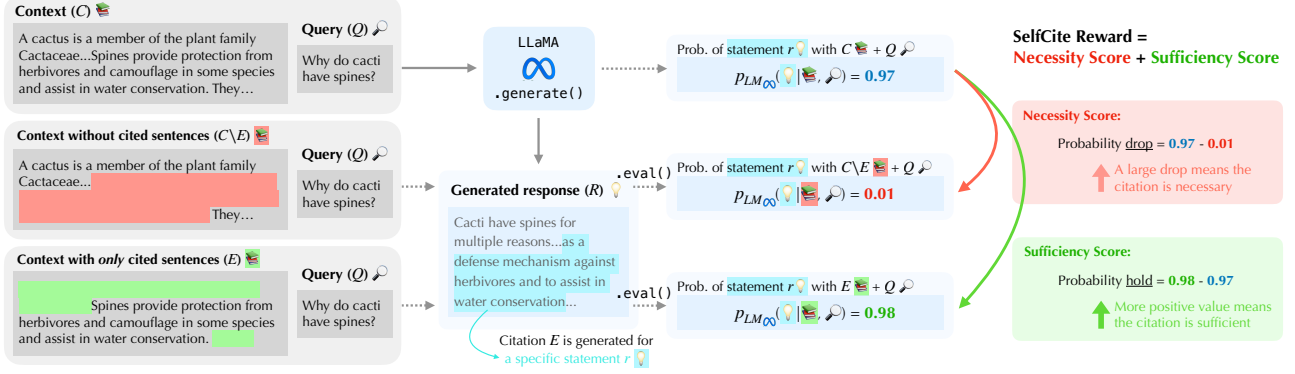 Context (C)
A cactus is a member of the plant family
Cactaceae...Spines provide protection from
herbivores and camouflage in some species
and assist in water conservation. They…
Query (Q)
Why do cacti
have spines?
Context without cited sentences (C\E)
A cactus is a member of the plant family
Cactaceae...
They…
Query (Q)
Why do cacti
have spines?
Context with only cited sentences (E)
Spines provide protection from
herbivores and camouflage in some species
and assist in water conservation.
Query (Q)
Why do cacti
have spines?
LLaMA
.generate()
Generated response (R)
Cacti have spines for
multiple reasons...as a
defense mechanism against
herbivores and to assist in
water conservation...
Citation E is generated for
a specific statement r
.eval()
.eval()
Prob. of statement r with C + Q
pLM( | , ) = 0.97
Prob. of statement r with C\E + Q
pLM( | , ) = 0.01
Prob. of statement r with E + Q
pLM( | , ) = 0.98
SelfCite Reward =
Necessity Score + Sufficiency Score
Necessity Score:
Probability drop = 0.97 - 0.01
A large drop means the
citation is necessary
Sufficiency Score:
Probability hold = 0.98 - 0.97
More positive value means
the citation is sufficient